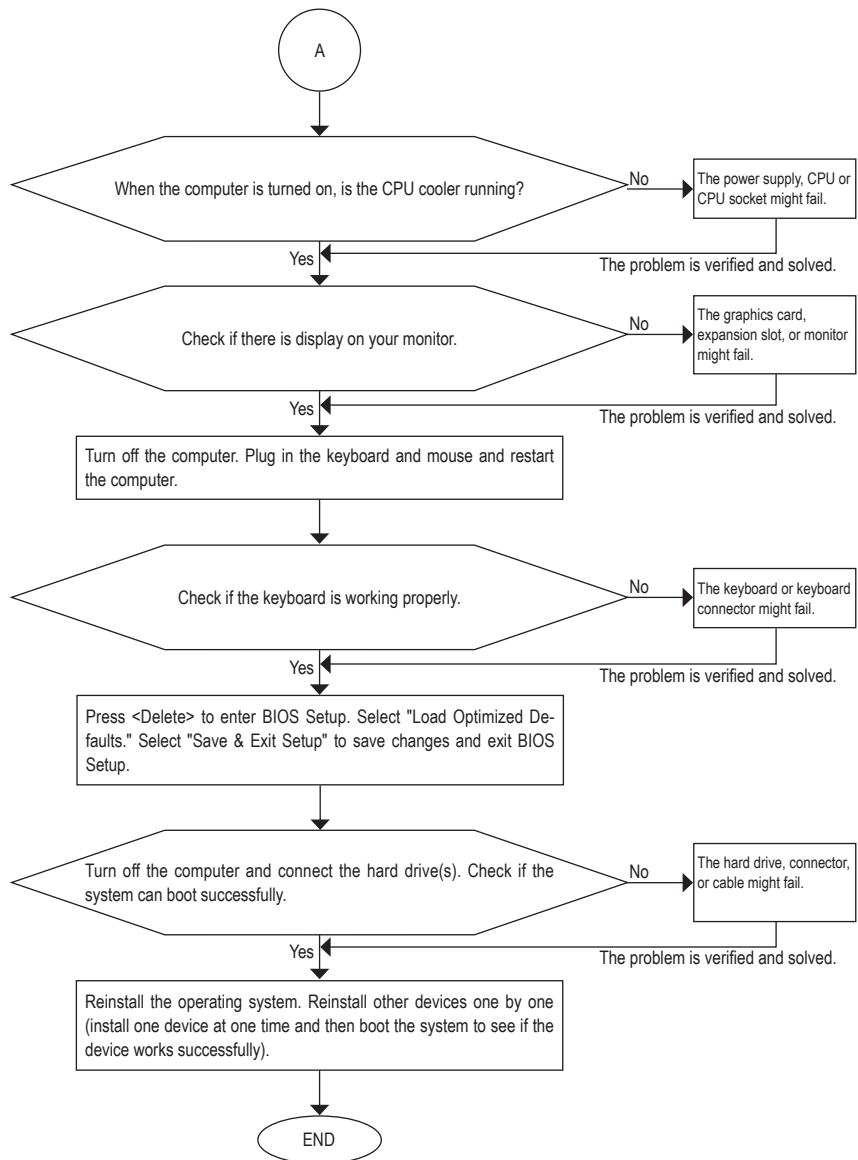 A
When the computer is turned on, is the CPU cooler running?
No
The power supply, CPU or
CPU socket might fail.
Yes
The problem is verified and solved.
Check if there is display on your monitor.
No
The graphics card,
expansion slot, or monitor
might fail.
Yes
The problem is verified and solved.
Turn off the computer. Plug in the keyboard and mouse and restart
the computer.
Check if the keyboard is working properly.
No
The keyboard or keyboard
connector might fail.
Yes
The problem is verified and solved.
Press <Delete> to enter BIOS Setup. Select "Load Optimized De-
faults." Select "Save & Exit Setup" to save changes and exit BIOS
Setup.
Turn off the computer and connect the hard drive(s). Check if the
system can boot successfully.
No
The hard drive, connector,
or cable might fail.
Yes
The problem is verified and solved.
Reinstall the operating system. Reinstall other devices one by one
(install one device at one time and then boot the system to see if the
device works successfully).
END